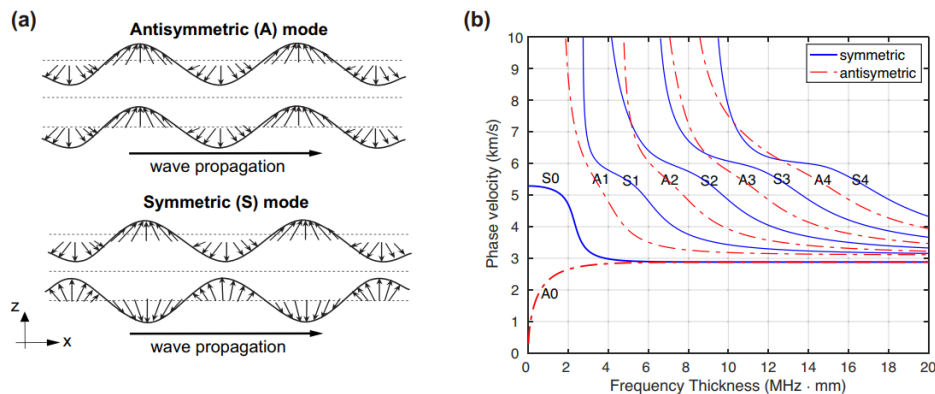 (a)
Antisymmetric (A) mode
wave propagation
Symmetric (S) mode
z
x
wave propagation
(b)
symmetric
antisymetric
Phase velocity (km/s)
10
9
8
7
6
5
4
3
2
1
0
S0
A1
S1
A2
S2
A3
S3
A4
S4
A0
0 2 4 6 8 10 12 14 16 18 20
Frequency Thickness (MHz · mm)